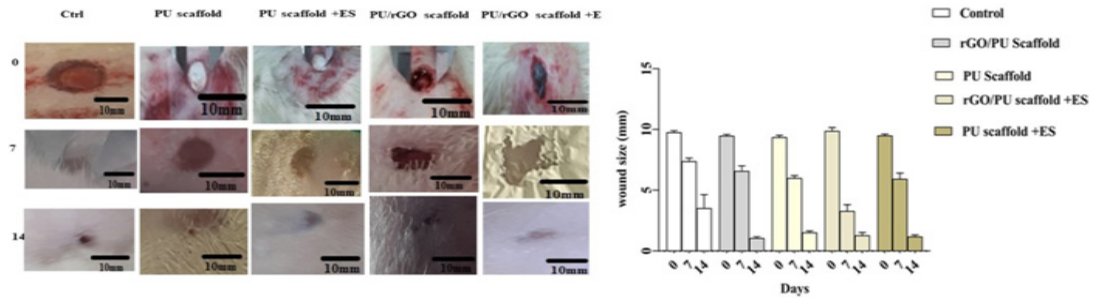 Ctrl PU scaffold PU scaffold +ES PU/rGO scaffold PU/rGO scaffold +E
0
10mm 10mm 10mm 10mm 10mm
7
10mm 10mm 10mm 10mm 10mm
14
10mm 10mm 10mm 10mm 10mm
Control
rGO/PU Scaffold
PU Scaffold
rGO/PU scaffold +ES
PU scaffold +ES
wound size (mm)
15
10
5
0
0 7 14 0 7 14 0 7 14 0 7 14 0 7 14
Days